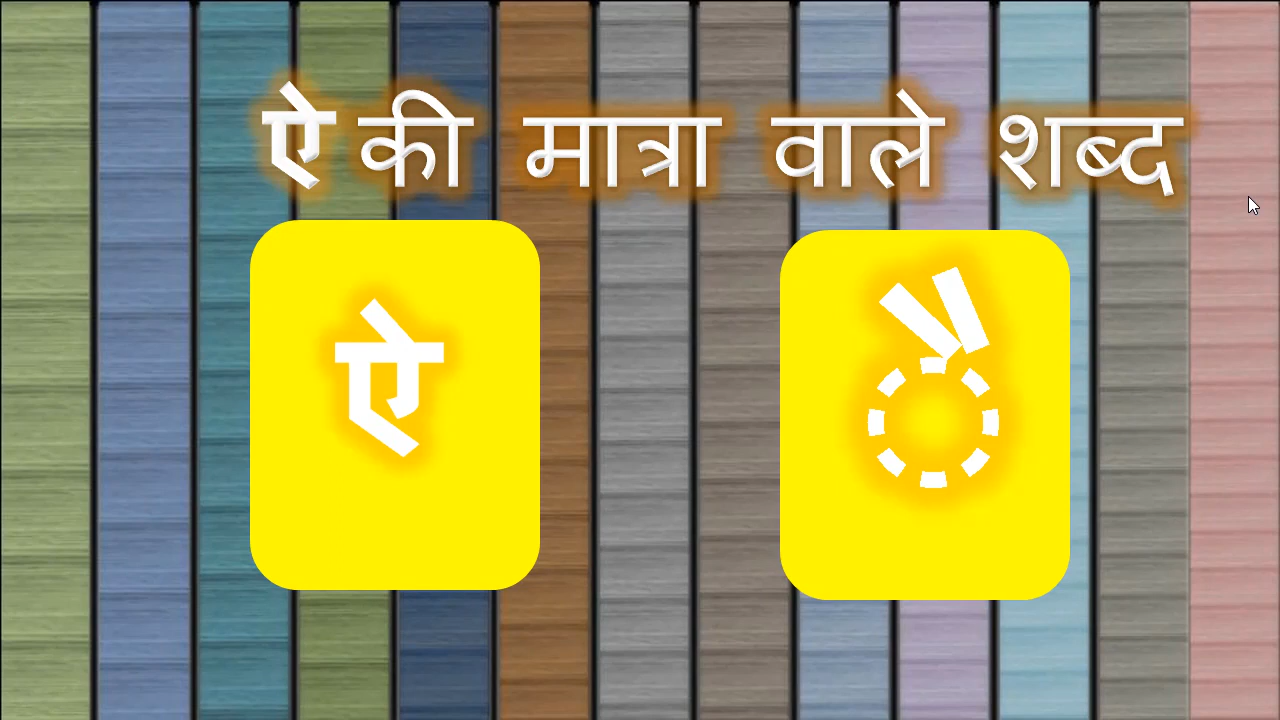 ऐ की मात्रा वाले शब्द
ऐ
ै